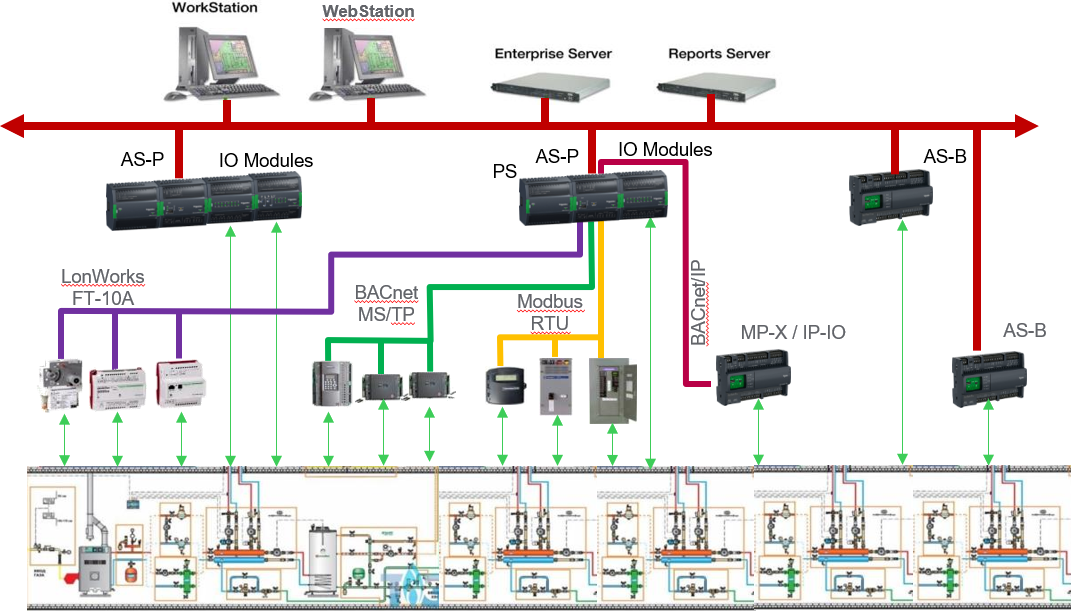 WorkStation
WebStation
Enterprise Server
Reports Server
AS-P
IO Modules
PS
AS-P
IO Modules
AS-B
LonWorks
FT-10A
BACnet
MS/TP
Modbus
RTU
BACnet/IP
MP-X / IP-IO
AS-B